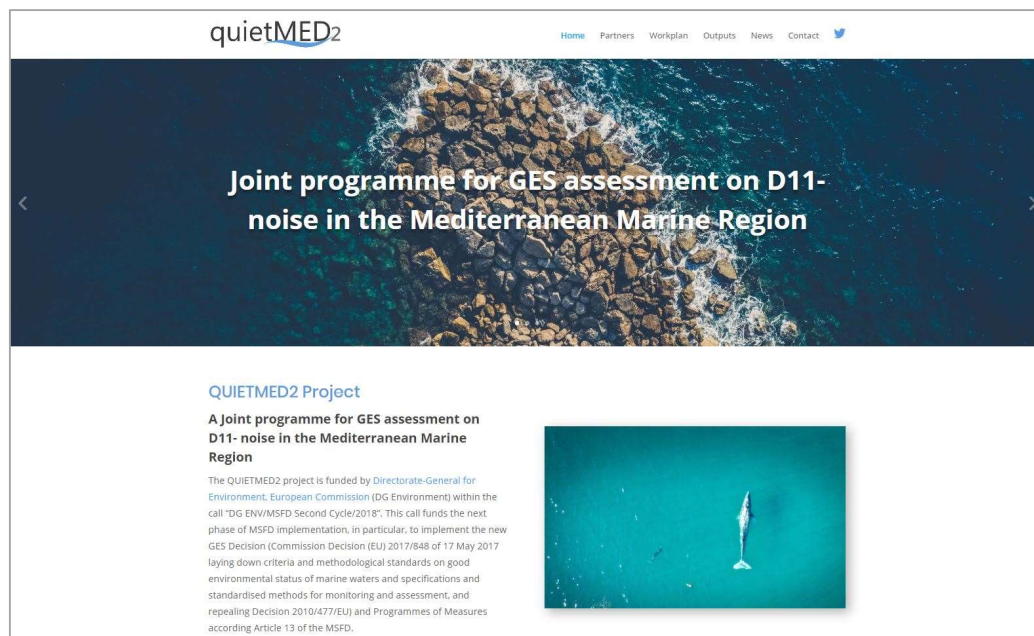 quietMED2
Home Partners Workplan Outputs News Contact
Joint programme for GES assessment on D11-
noise in the Mediterranean Marine Region
QUIETMED2 Project
A Joint programme for GES assessment on
D11- noise in the Mediterranean Marine
Region
The QUIETMED2 project is funded by Directorate-General for
Environment, European Commission (DG Environment) within the
call “DG ENV/MSFD Second Cycle/2018”. This call funds the next
phase of MSFD implementation, in particular, to implement the new
GES Decision (Commission Decision (EU) 2017/848 of 17 May 2017
laying down criteria and methodological standards on good
environmental status of marine waters and specifications and
standardised methods for monitoring and assessment, and
repealing Decision 2010/477/EU) and Programmes of Measures
according Article 13 of the MSFD.